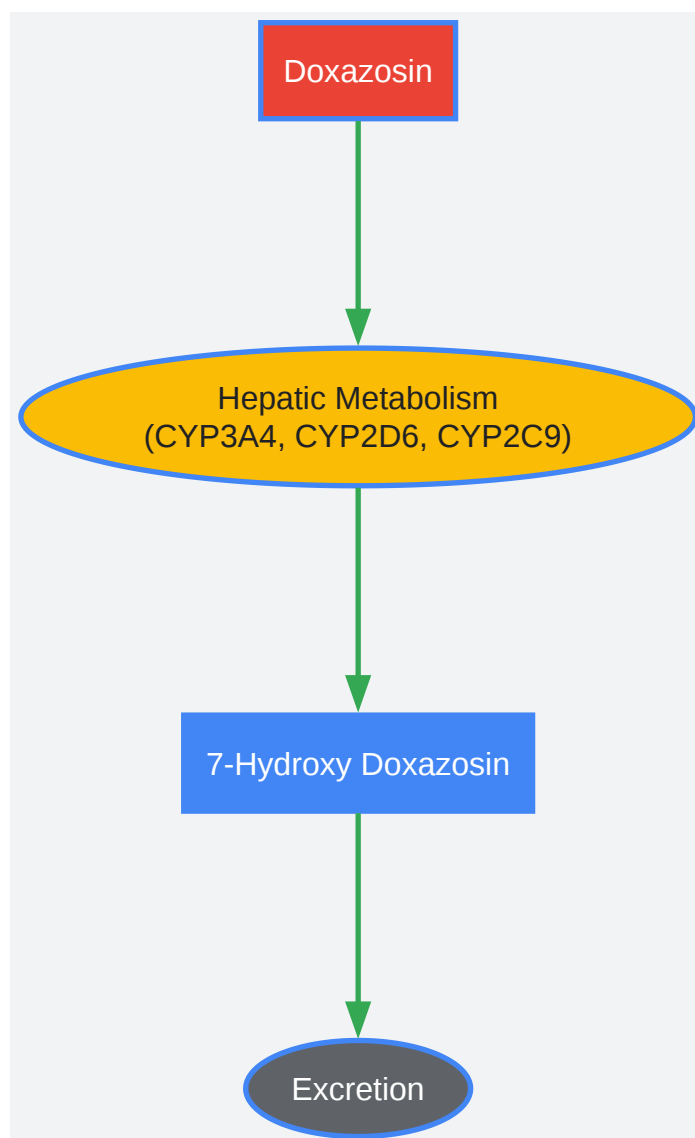 Doxazosin
Hepatic Metabolism
(CYP3A4, CYP2D6, CYP2C9)
7-Hydroxy Doxazosin
Excretion